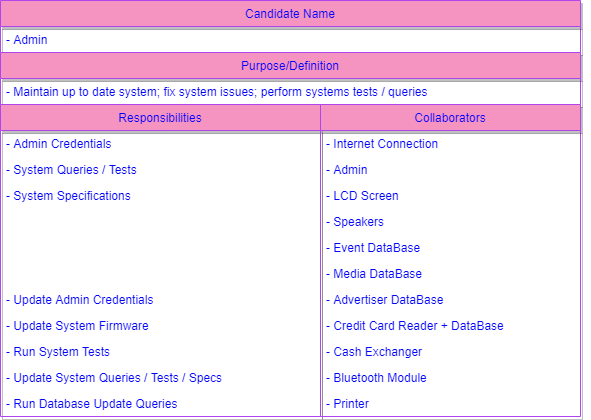 Candidate Name
- Admin
Purpose/Definition
- Maintain up to date system; fix system issues; perform systems tests / queries
Responsibilities
- Admin Credentials
- System Queries / Tests
- System Specifications
- Update Admin Credentials
- Update System Firmware
- Run System Tests
- Update System Queries / Tests / Specs
- Run Database Update Queries
Collaborators
- Internet Connection
- Admin
- LCD Screen
- Speakers
- Event DataBase
- Media DataBase
- Advertiser DataBase
- Credit Card Reader + DataBase
- Cash Exchanger
- Bluetooth Module
- Printer